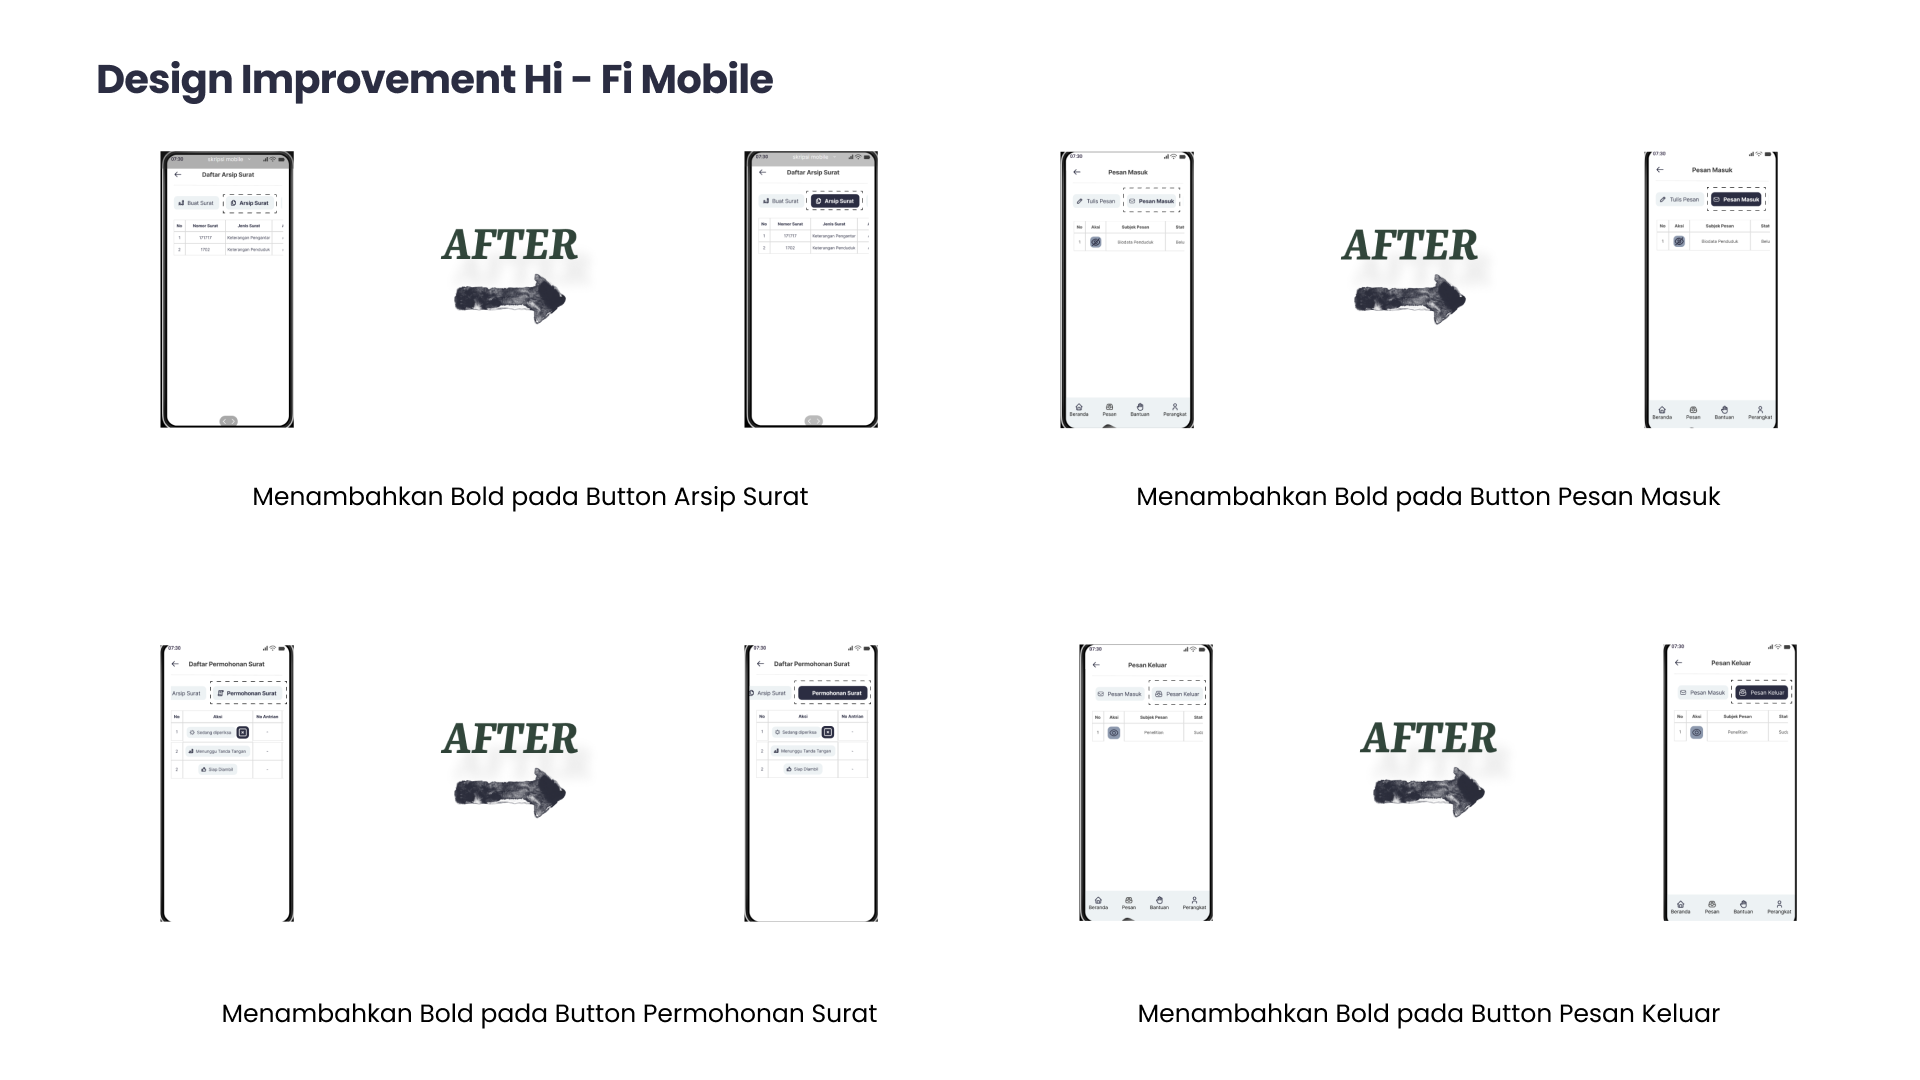 Design Improvement Hi - Fi Mobile
07:30 skripsi mobile
Daftar Arsip Surat
Buat Surat Arsip Surat
No Nomor Surat Jenis Surat
1 171717 Keterangan Pengantar
2 1702 Keterangan Penduduk
AFTER
07:30 skripsi mobile
Daftar Arsip Surat
Buat Surat Arsip Surat
No Nomor Surat Jenis Surat
1 171717 Keterangan Pengantar
2 1702 Keterangan Penduduk
Menambahkan Bold pada Button Arsip Surat
07:30
Pesan Masuk
Tulis Pesan Pesan Masuk
No Aksi Subjek Pesan Stat
1 Biodata Penduduk Belu
Beranda Pesan Bantuan Perangkat
AFTER
07:30
Pesan Masuk
Tulis Pesan Pesan Masuk
No Aksi Subjek Pesan Stat
1 Biodata Penduduk Belu
Beranda Pesan Bantuan Perangkat
Menambahkan Bold pada Button Pesan Masuk
07:30
Daftar Permohonan Surat
Arsip Surat Permohonan Surat
No Aksi No Antrian
1 Sedang diperiksa -
2 Menunggu Tanda Tangan -
2 Siap Diambil -
AFTER
07:30
Daftar Permohonan Surat
Arsip Surat Permohonan Surat
No Aksi No Antrian
1 Sedang diperiksa -
2 Menunggu Tanda Tangan -
2 Siap Diambil -
Menambahkan Bold pada Button Permohonan Surat
07:30
Pesan Keluar
Pesan Masuk Pesan Keluar
No Aksi Subjek Pesan Stat
1 Penelitian Suda
Beranda Pesan Bantuan Perangkat
AFTER
07:30
Pesan Keluar
Pesan Masuk Pesan Keluar
No Aksi Subjek Pesan Stat
1 Penelitian
Beranda Pesan Bantuan Perangkat
Menambahkan Bold pada Button Pesan Keluar